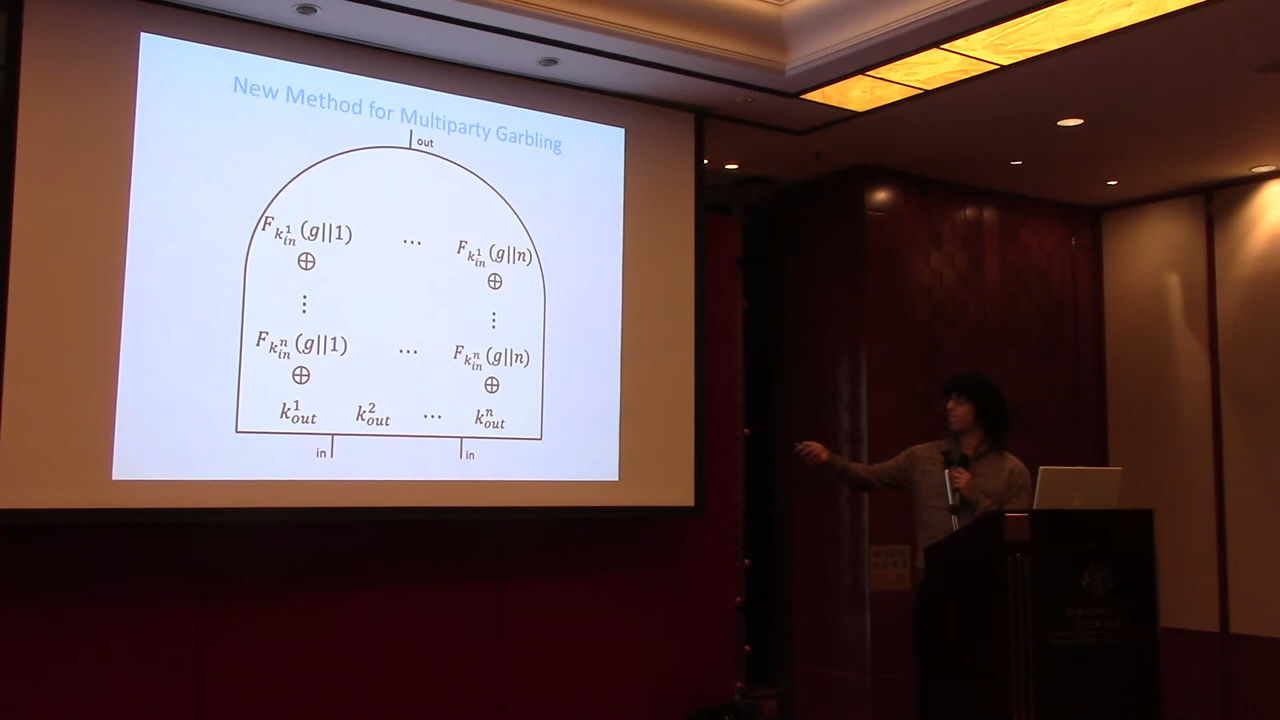 New Method for Multiparty Garbling
out
F_{k_{in}^1}(g||1) ... F_{k_{in}^1}(g||n)
⊕ ⊕
⋮ ⋮
F_{k_{in}^n}(g||1) ... F_{k_{in}^n}(g||n)
⊕ ⊕
k_{out}^1 k_{out}^2 ... k_{out}^n
in in